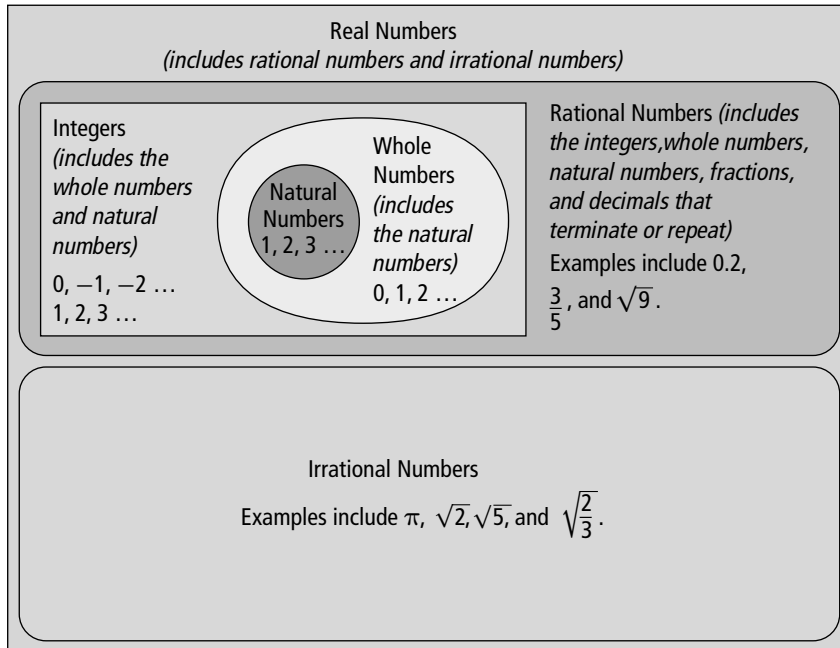 Real Numbers
(includes rational numbers and irrational numbers)
Integers
(includes the
whole numbers
and natural
numbers)
0, −1, −2 ...
1, 2, 3 ...
Natural
Numbers
1, 2, 3 ...
Whole
Numbers
(includes
the natural
numbers)
0, 1, 2 ...
Rational Numbers (includes
the integers,whole numbers,
natural numbers, fractions,
and decimals that
terminate or repeat)
Examples include 0.2,
3/5, and √9.
Irrational Numbers
Examples include π, √2,√5, and √(2/3).